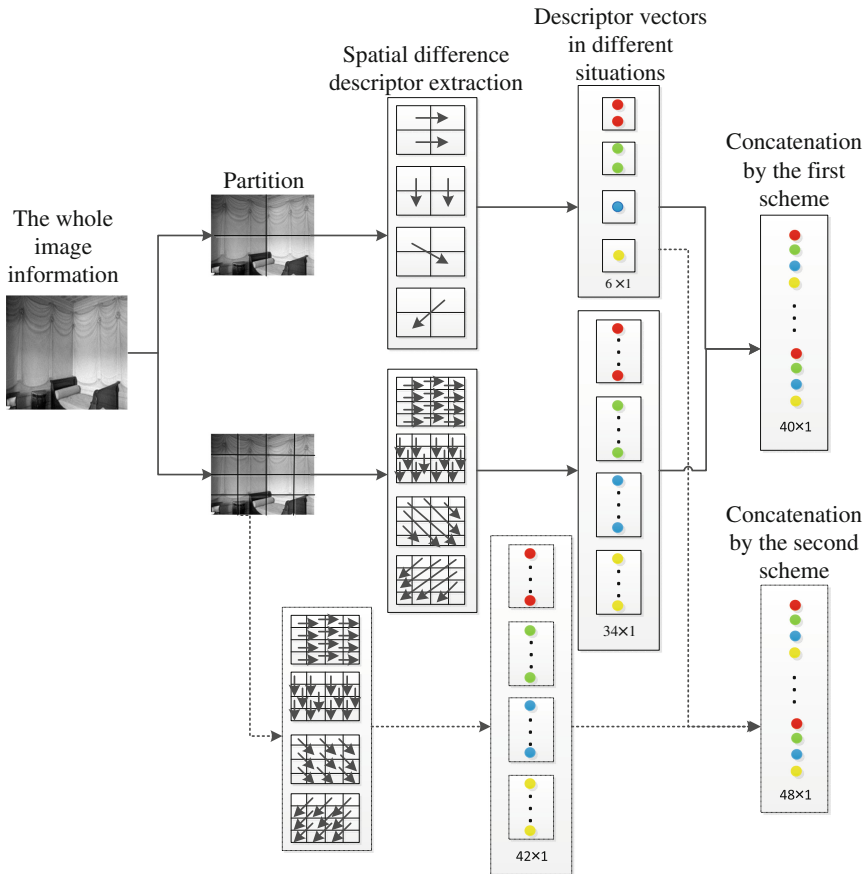 Descriptor vectors
in different
situations
Spatial difference
descriptor extraction
Concatenation
by the first
scheme
Partition
The whole
image
information
6×1
40×1
Concatenation
by the second
scheme
34×1
48×1
42×1